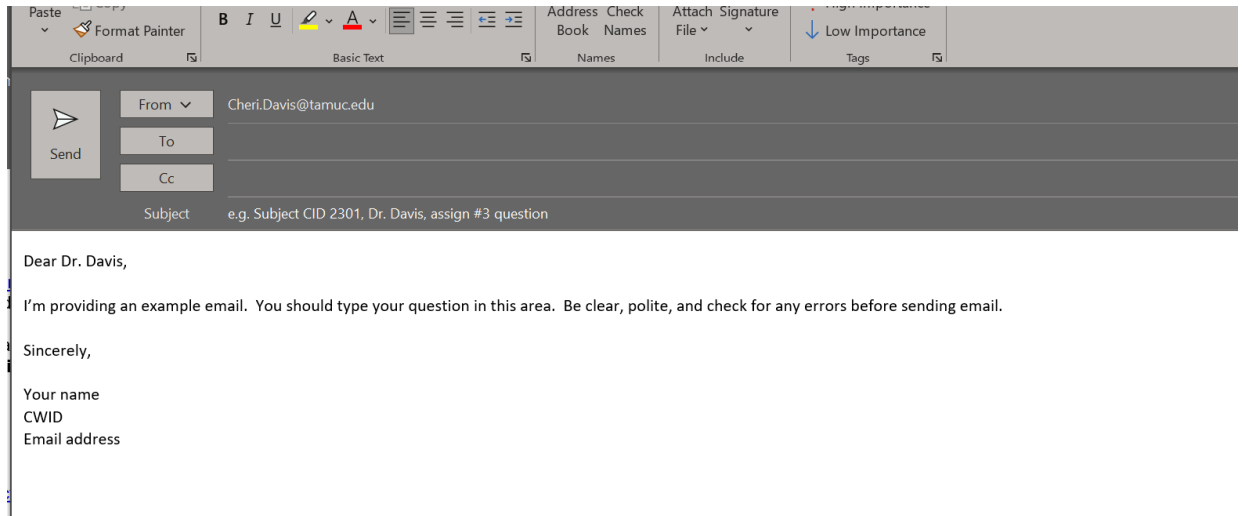 Paste
Format Painter
B I U A
Address Check
Book Names
Attach Signature
File
Low Importance
Clipboard
Basic Text
Names
Include
Tags
From
Cheri.Davis@tamuc.edu
Send
To
Cc
Subject
e.g. Subject CID 2301, Dr. Davis, assign #3 question
Dear Dr. Davis,
I'm providing an example email.  You should type your question in this area.  Be clear, polite, and check for any errors before sending email.
Sincerely,
Your name
CWID
Email address